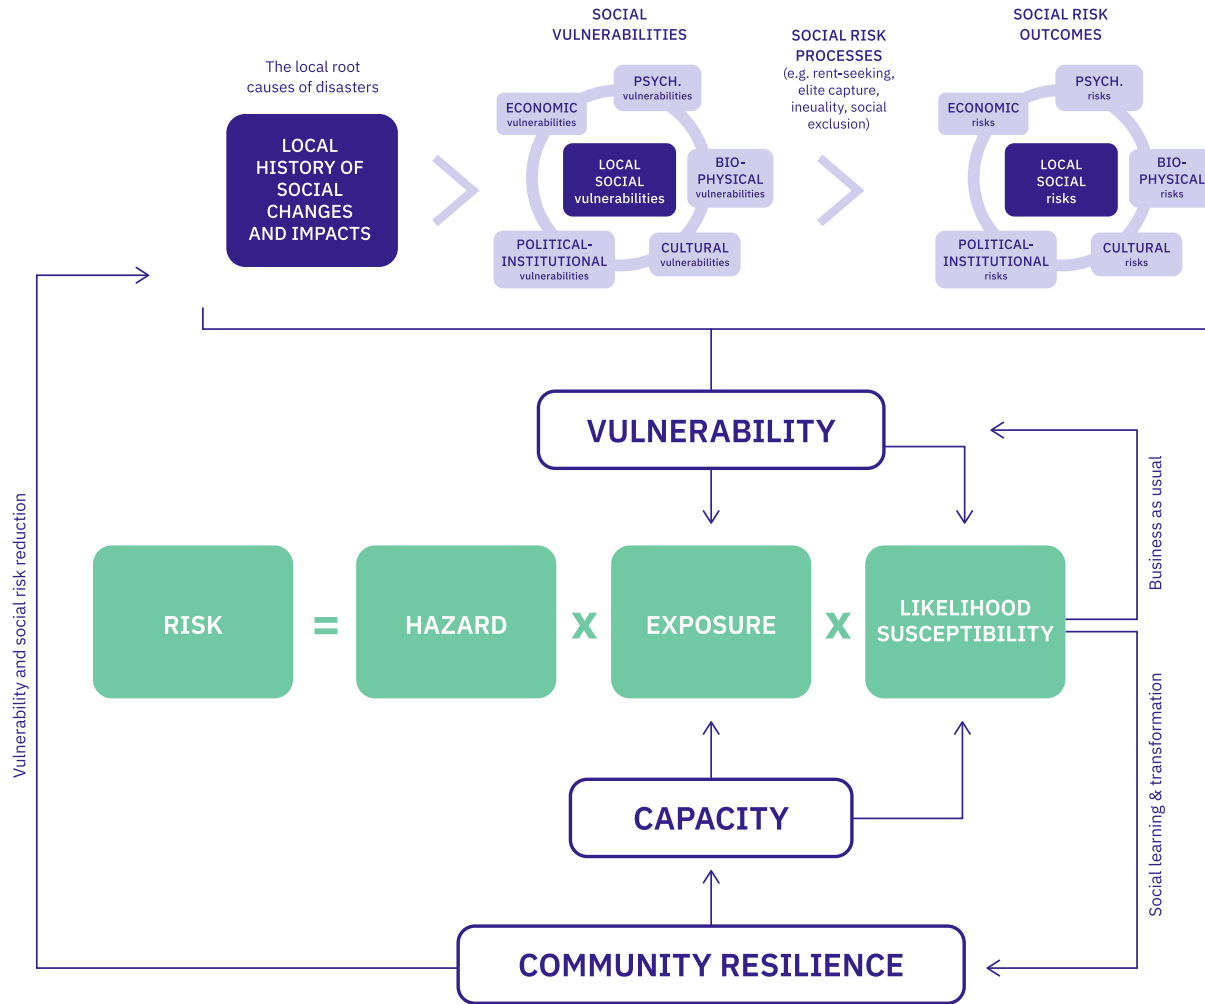 The local root
causes of disasters
LOCAL
HISTORY OF
SOCIAL
CHANGES
AND IMPACTS
SOCIAL
VULNERABILITIES
PSYCH.
vulnerabilities
ECONOMIC
vulnerabilities
LOCAL
SOCIAL
vulnerabilities
BIO-
PHYSICAL
vulnerabilities
POLITICAL-
INSTITUTIONAL
vulnerabilities
CULTURAL
vulnerabilities
SOCIAL RISK
PROCESSES
(e.g. rent-seeking,
elite capture,
ineuality, social
exclusion)
SOCIAL RISK
OUTCOMES
PSYCH.
risks
ECONOMIC
risks
LOCAL
SOCIAL
risks
BIO-
PHYSICAL
risks
POLITICAL-
INSTITUTIONAL
risks
CULTURAL
risks
VULNERABILITY
Business as usual
Vulnerability and social risk reduction
RISK
=
HAZARD
X
EXPOSURE
X
LIKELIHOOD
SUSCEPTIBILITY
Social learning & transformation
CAPACITY
COMMUNITY RESILIENCE